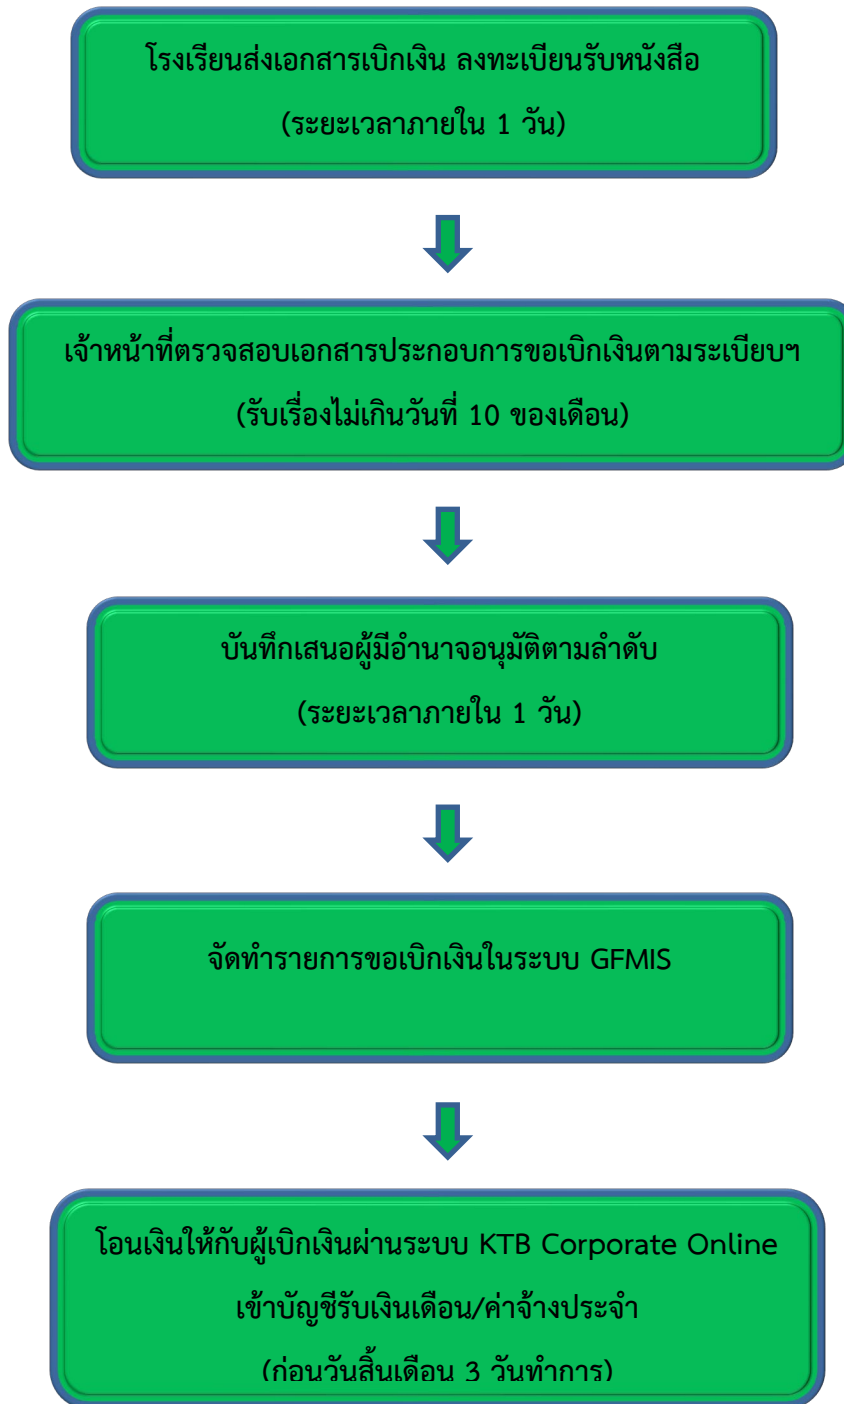 โรงเรียนส่งเอกสารเบิกเงิน ลงทะเบียนรับหนังสือ
(ระยะเวลาภายใน 1 วัน)
เจ้าหน้าที่ตรวจสอบเอกสารประกอบการขอเบิกเงินตามระเบียบฯ
(รับเรื่องไม่เกินวันที่ 10 ของเดือน)
บันทึกเสนอผู้มีอำนาจอนุมัติตามลำดับ
(ระยะเวลาภายใน 1 วัน)
จัดทำรายการขอเบิกเงินในระบบ GFMIS
โอนเงินให้กับผู้เบิกเงินผ่านระบบ KTB Corporate Online
เข้าบัญชีรับเงินเดือน/ค่าจ้างประจำ
(ก่อนวันสิ้นเดือน 3 วันทำการ)